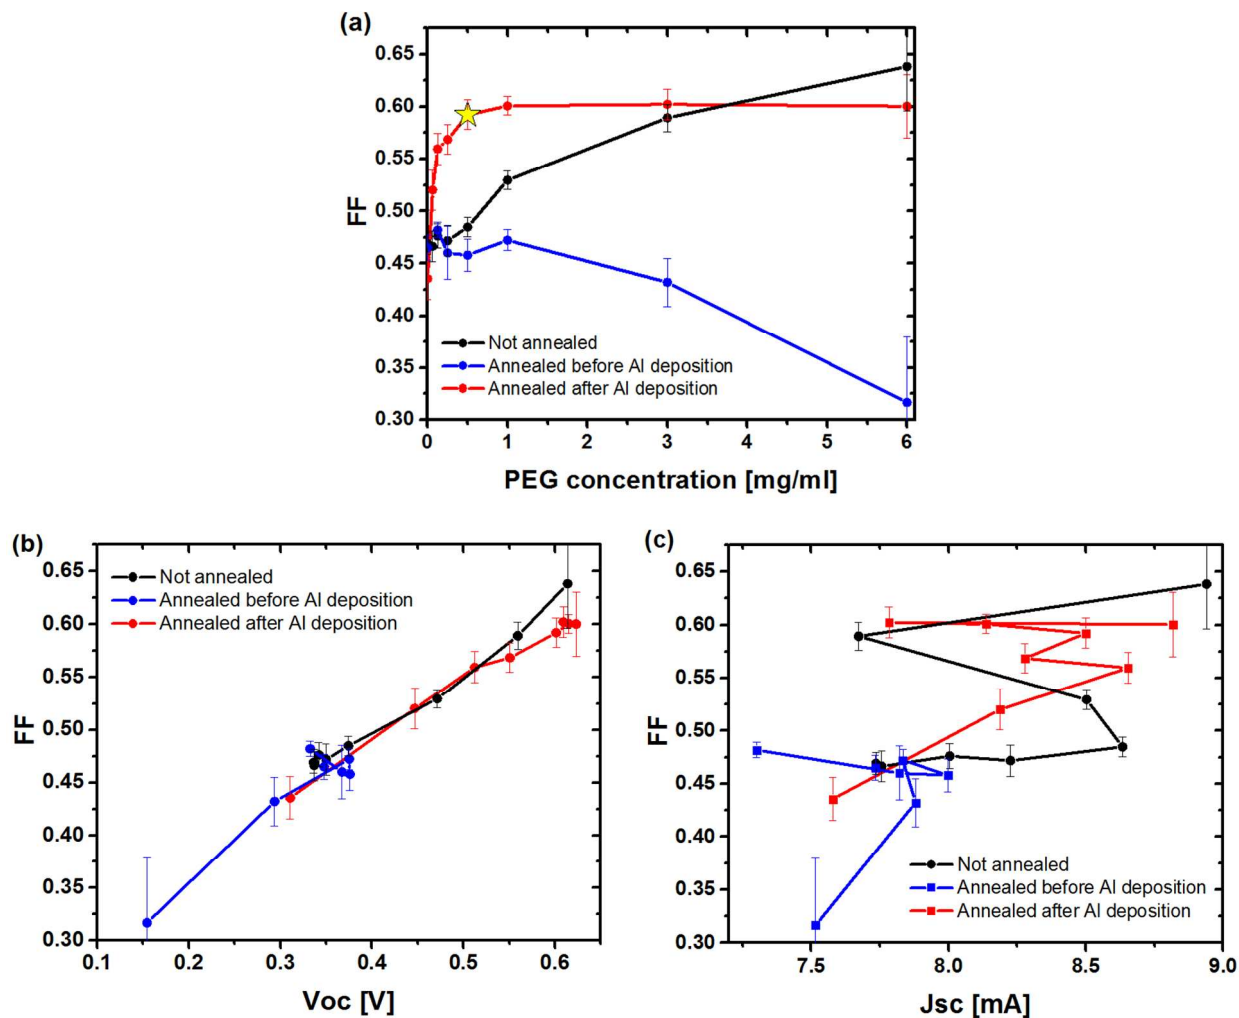 (a)
0.65
0.60
0.55
0.50
0.45
0.40
0.35
0.30
FF
Not annealed
Annealed before Al deposition
Annealed after Al deposition
0 1 2 3 4 5 6
PEG concentration [mg/ml]
(b)
0.65
0.60
0.55
0.50
0.45
0.40
0.35
0.30
FF
Not annealed
Annealed before Al deposition
Annealed after Al deposition
0.1 0.2 0.3 0.4 0.5 0.6
Voc [V]
(c)
0.65
0.60
0.55
0.50
0.45
0.40
0.35
0.30
FF
Not annealed
Annealed before Al deposition
Annealed after Al deposition
7.5 8.0 8.5 9.0
Jsc [mA]